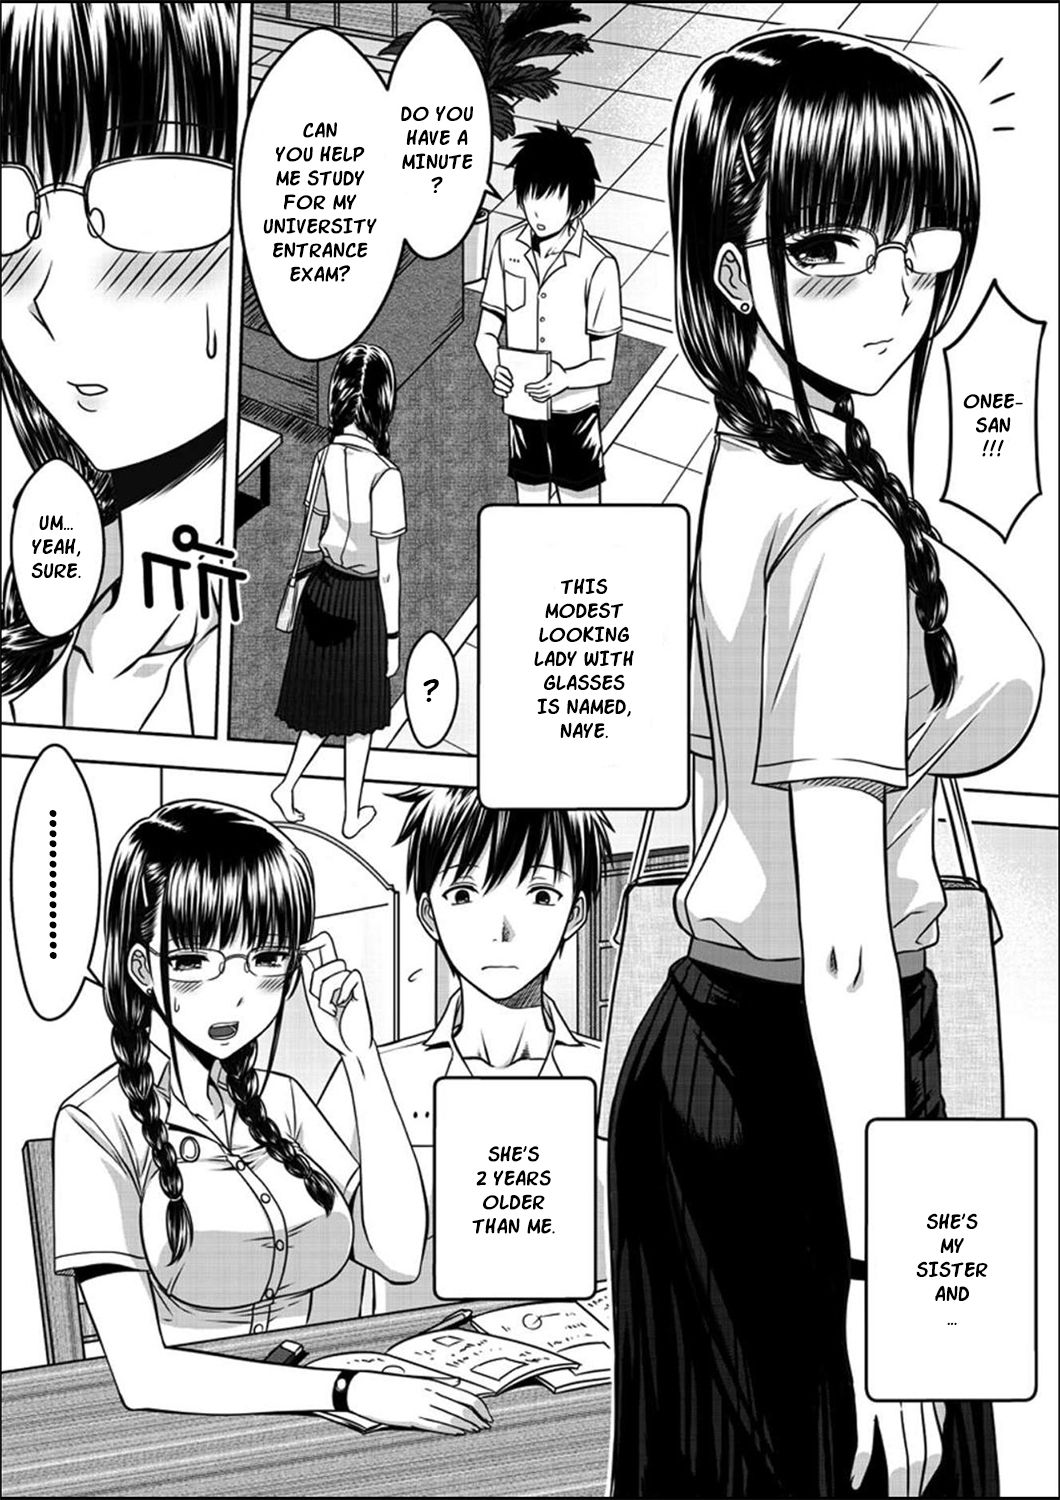 ONEE-
SAN
!!!
DO YOU
HAVE A
MINUTE
?
CAN
YOU HELP
ME STUDY
FOR MY
UNIVERSITY
ENTRANCE
EXAM?
THIS
MODEST
LOOKING
LADY WITH
GLASSES
IS NAMED,
NAYE.
?
UM...
YEAH,
SURE.
SHE'S
MY
SISTER
AND
...
SHE'S
2 YEARS
OLDER
THAN ME.
..............